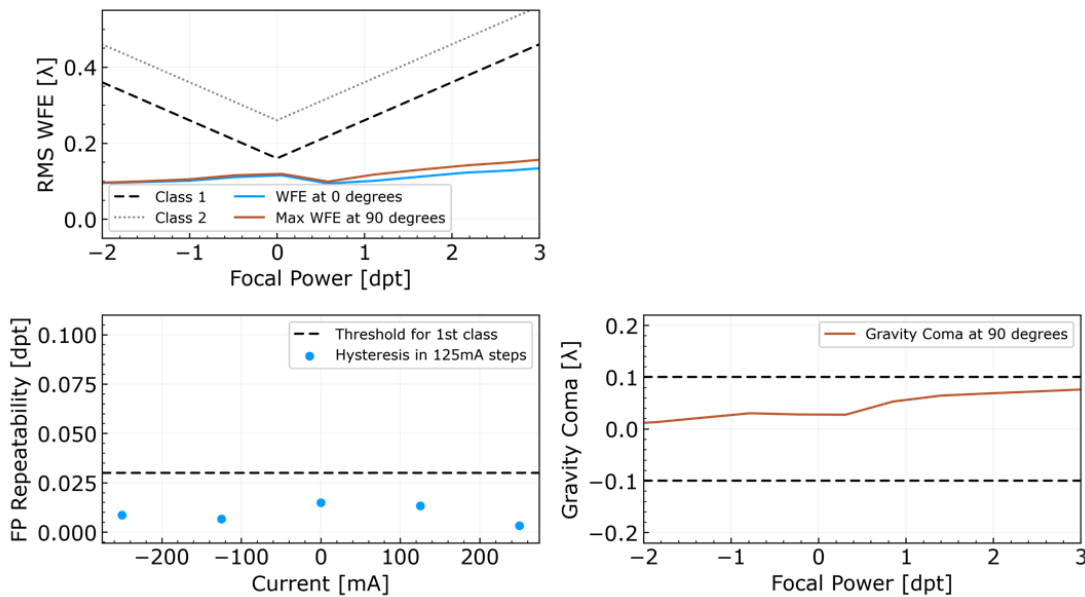 RMS WFE [λ]
0.4
0.2
0.0
Class 1
Class 2
WFE at 0 degrees
Max WFE at 90 degrees
−2 −1 0 1 2 3
Focal Power [dpt]
FP Repeatability [dpt]
0.100
0.075
0.050
0.025
0.000
Threshold for 1st class
Hysteresis in 125mA steps
−200 −100 0 100 200
Current [mA]
Gravity Coma [λ]
0.2
0.1
0.0
−0.1
−0.2
Gravity Coma at 90 degrees
−2 −1 0 1 2 3
Focal Power [dpt]